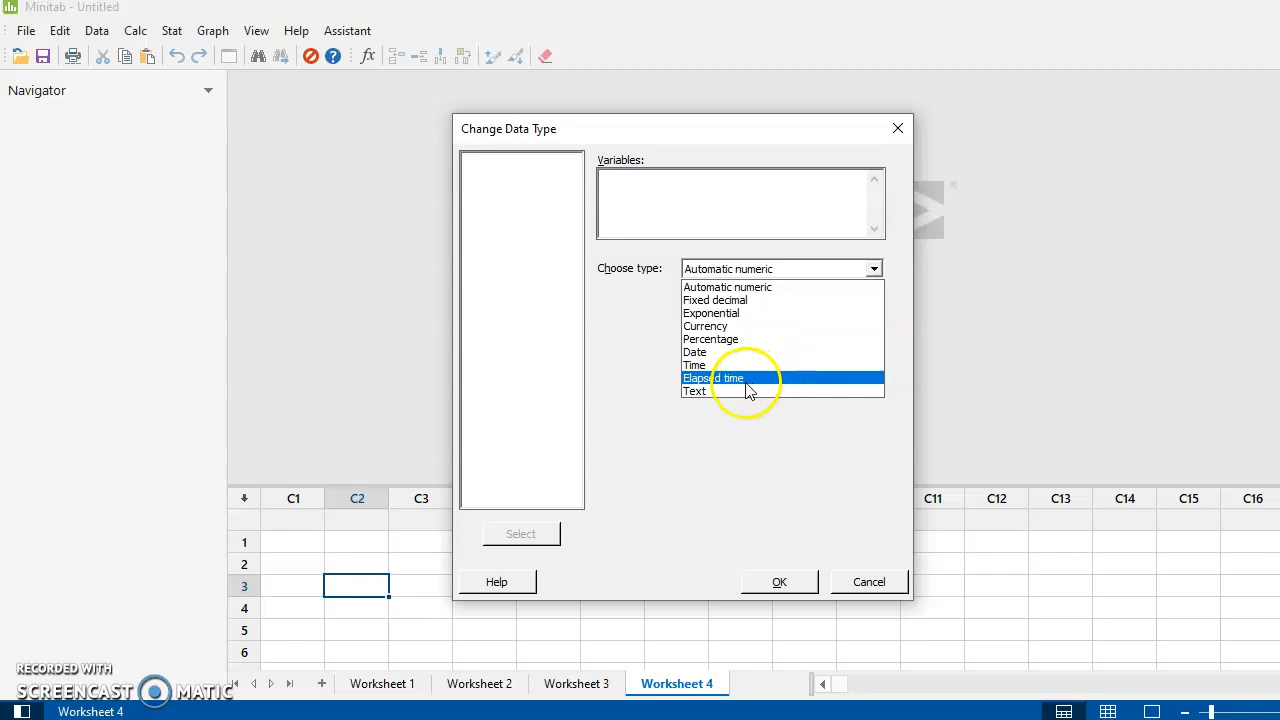 Minitab - Untitled
File Edit Data Calc Stat Graph View Help Assistant
fx
Navigator
Change Data Type
Variables:
Choose type:
Automatic numeric
Automatic numeric
Fixed decimal
Exponential
Currency
Percentage
Date
Time
Elapsed time
Text
Select
Help
OK
Cancel
®
C1 C2 C3 C11 C12 C13 C14 C15 C16
1
2
3
4
5
6
RECORDED WITH
SCREENCAST MATIC
Worksheet 1 Worksheet 2 Worksheet 3 Worksheet 4
Worksheet 4